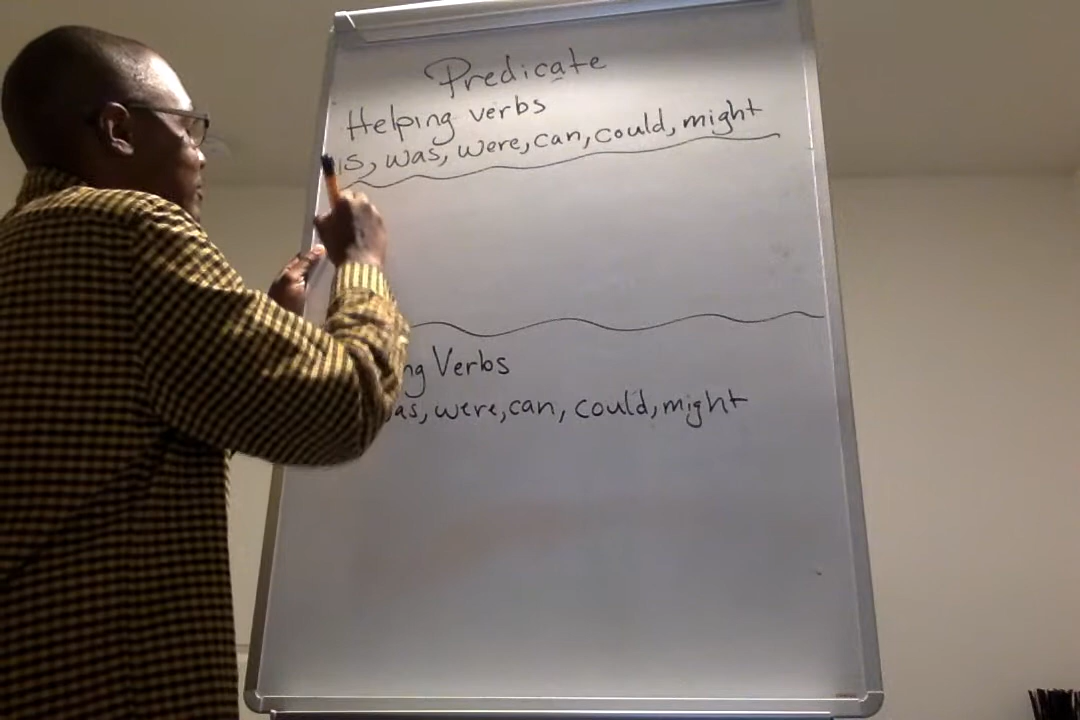 Predicate
Helping verbs
is, was, were, can, could, might
Verbs
were, can, could, might